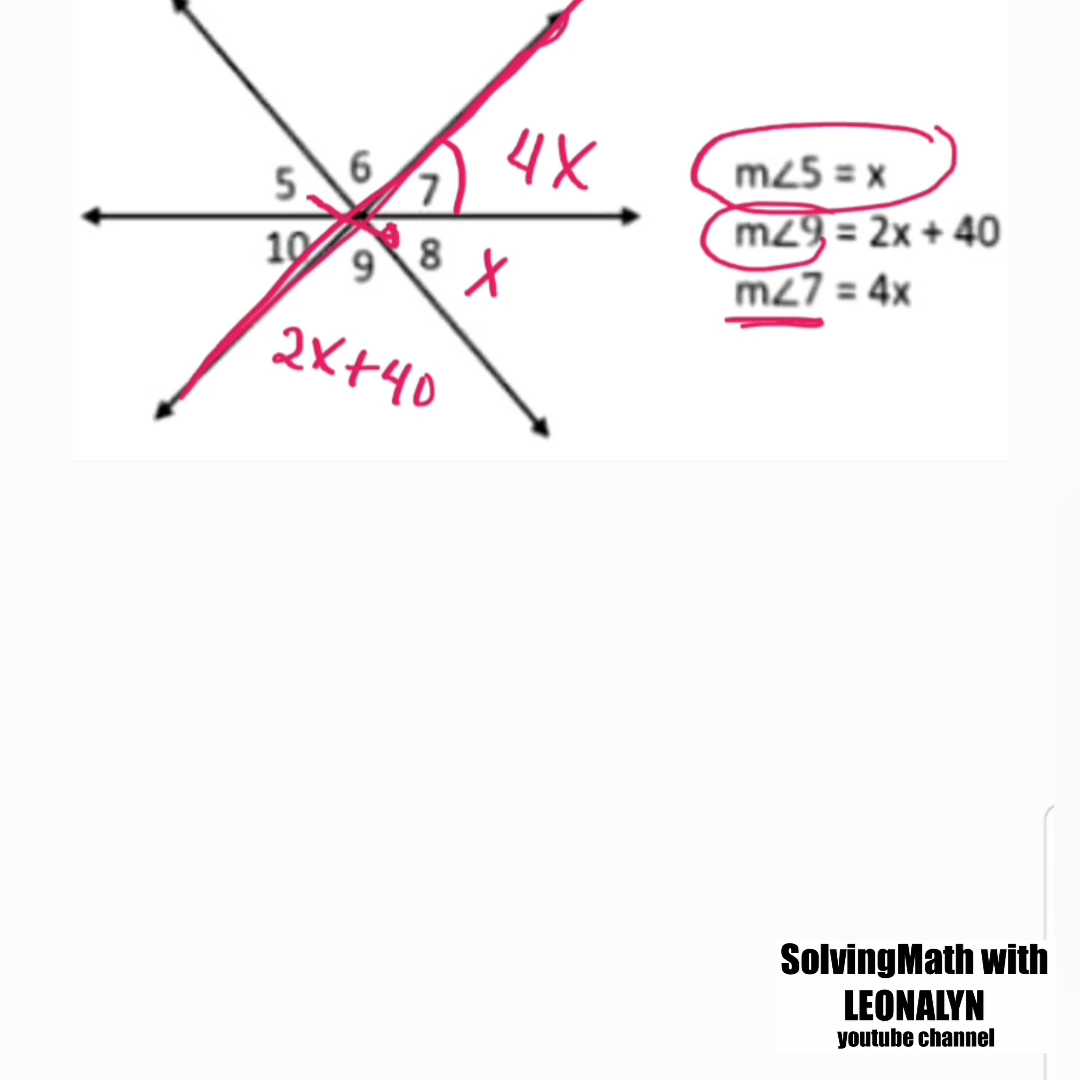 6
5
7
4X
m∠5 = x
m∠9 = 2x + 40
10
9
8
X
m∠7 = 4x
2X+40
SolvingMath with
LEONALYN
youtube channel